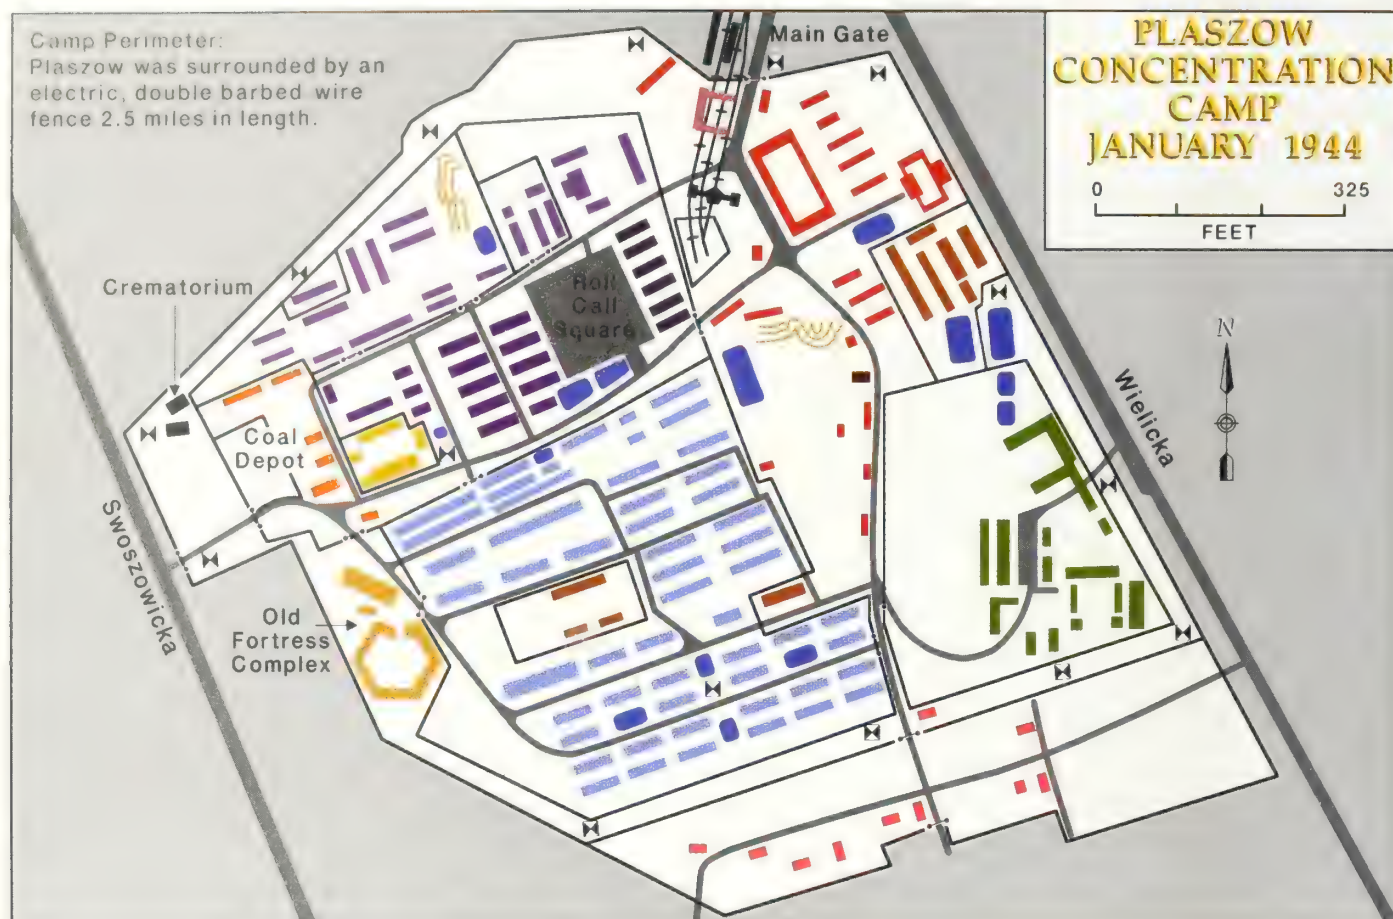 Camp Perimeter:
Plaszow was surrounded by an
electric, double barbed wire
fence 2.5 miles in length.
Main Gate
PLASZOW
CONCENTRATION
CAMP
JANUARY 1944
0 325
FEET
N
Crematorium
Roll
Call
Square
Coal
Depot
Wielicka
Swoszowicka
Old
Fortress
Complex